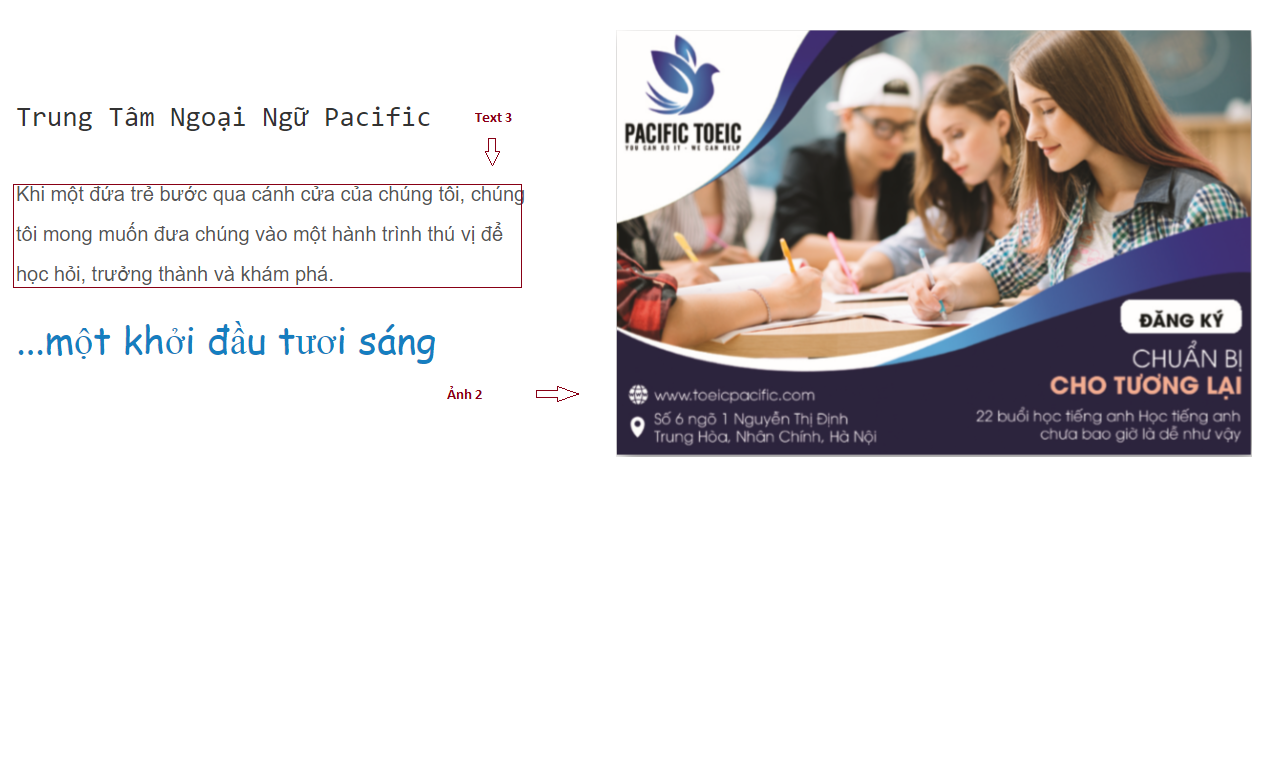 Trung Tâm Ngoại Ngữ Pacific
Text 3
Khi một đứa trẻ bước qua cánh cửa của chúng tôi, chúng
tôi mong muốn đưa chúng vào một hành trình thú vị để
học hỏi, trưởng thành và khám phá.
...một khởi đầu tươi sáng
Ảnh 2
PACIFIC TOEIC
YOU CAN DO IT - WE CAN HELP
ĐĂNG KÝ
CHUẨN BỊ
CHO TƯƠNG LẠI
www.toeicpacific.com
Số 6 ngõ 1 Nguyễn Thị Định
Trung Hòa, Nhân Chính, Hà Nội
22 buổi học tiếng anh Học tiếng anh
chưa bao giờ là dễ như vậy